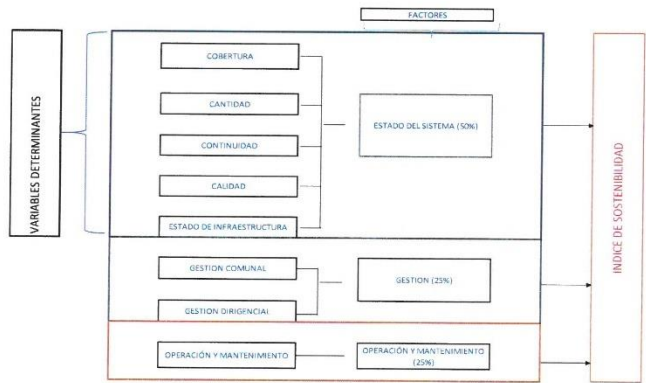 FACTORES
VARIABLES DETERMINANTES
COBERTURA
CANTIDAD
CONTINUIDAD
CALIDAD
ESTADO DE INFRAESTRUCTURA
ESTADO DEL SISTEMA (50%)
GESTION COMUNAL
GESTION DIRIGENCIAL
GESTION (25%)
OPERACIÓN Y MANTENIMIENTO
OPERACIÓN Y MANTENIMIENTO
(25%)
INDICE DE SOSTENIBILIDAD